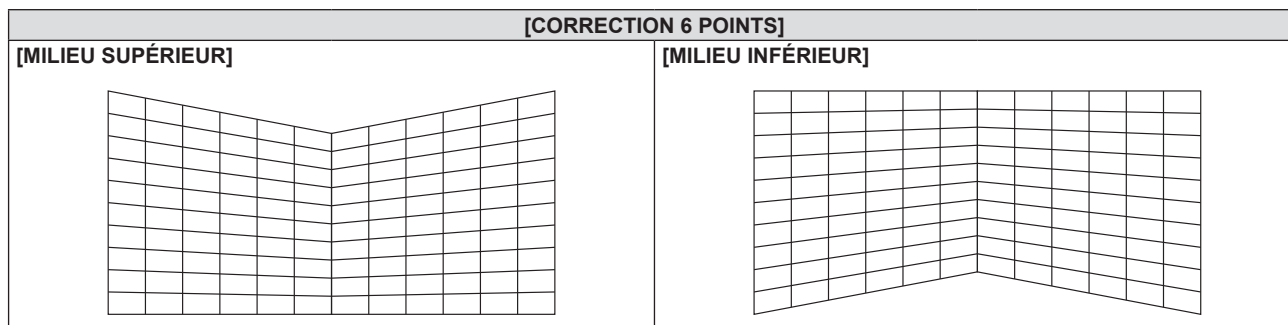 [CORRECTION 6 POINTS]
[MILIEU SUPÉRIEUR]
[MILIEU INFÉRIEUR]